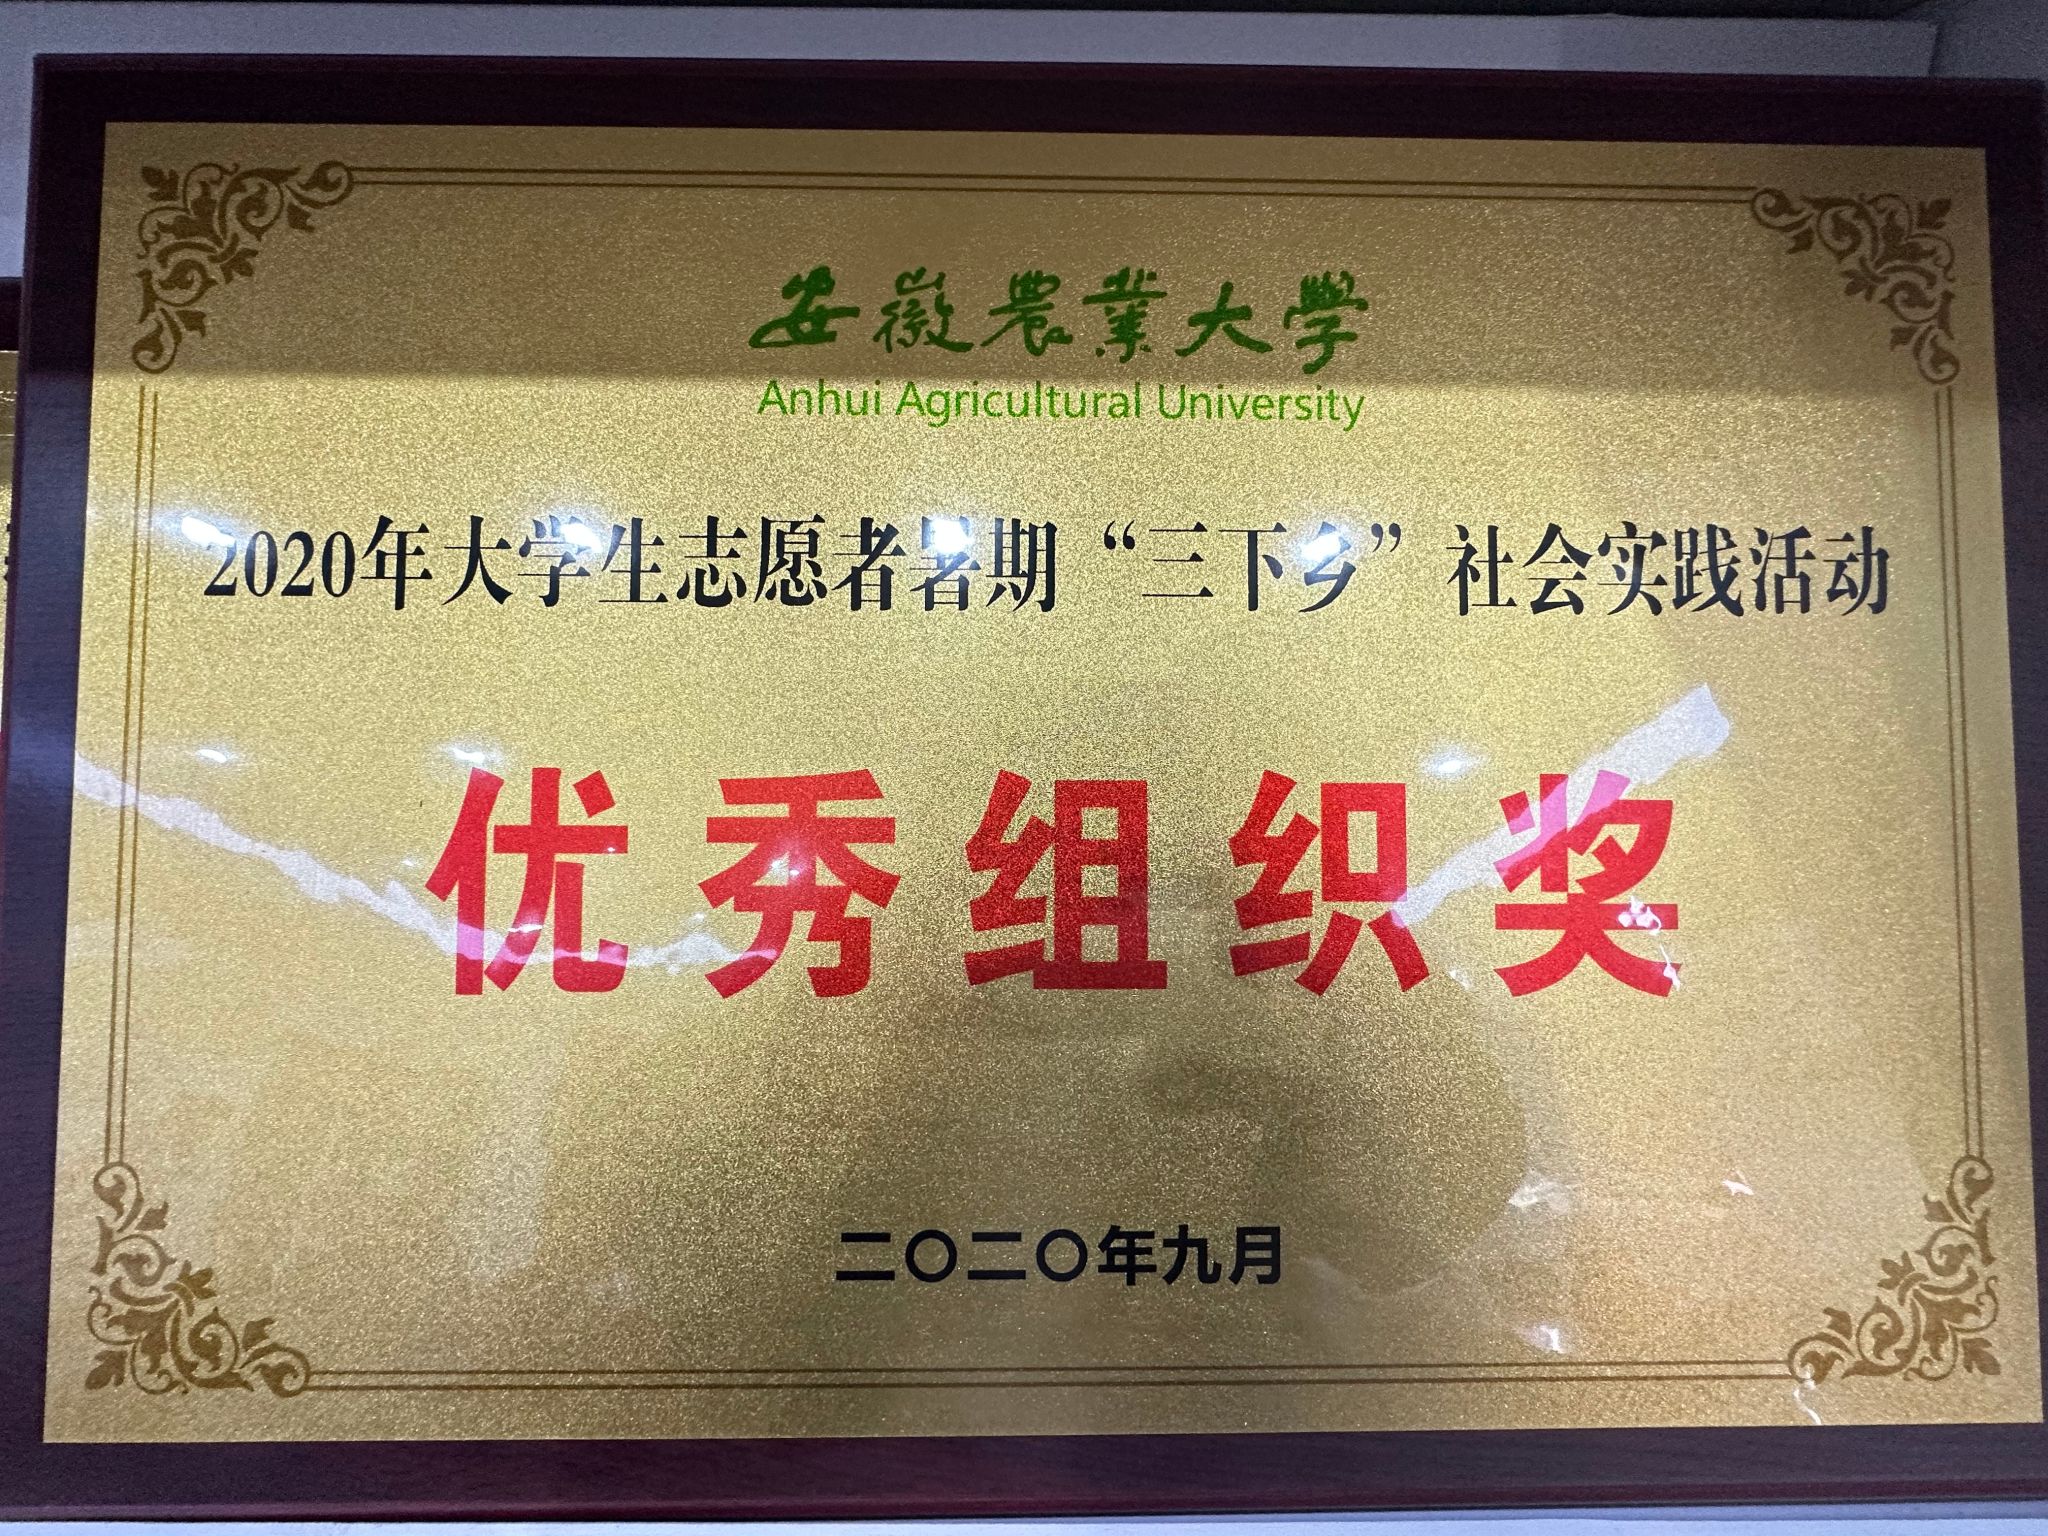 安徽農業大學
Anhui Agricultural University
2020年大学生志愿者暑期“三下乡”社会实践活动
优秀组织奖
二〇二〇年九月